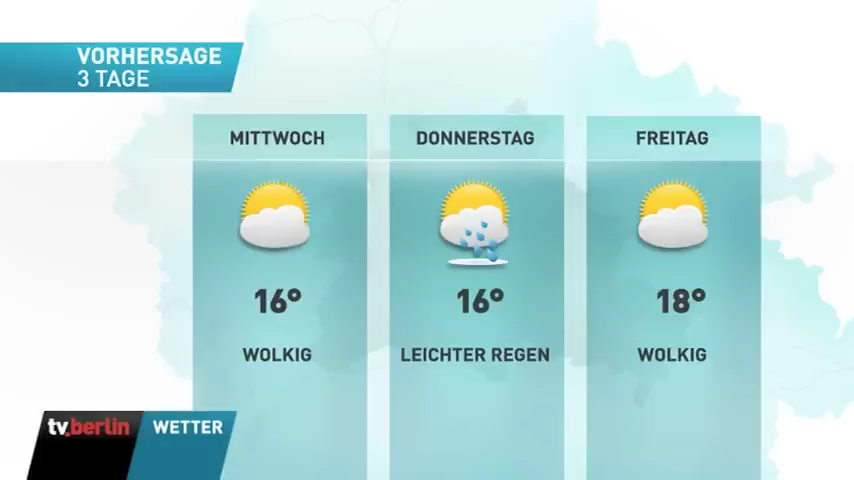 VORHERSAGE
3 TAGE
MITTWOCH
DONNERSTAG
FREITAG
16°
16°
18°
WOLKIG
LEICHTER REGEN
WOLKIG
tv.berlin
WETTER